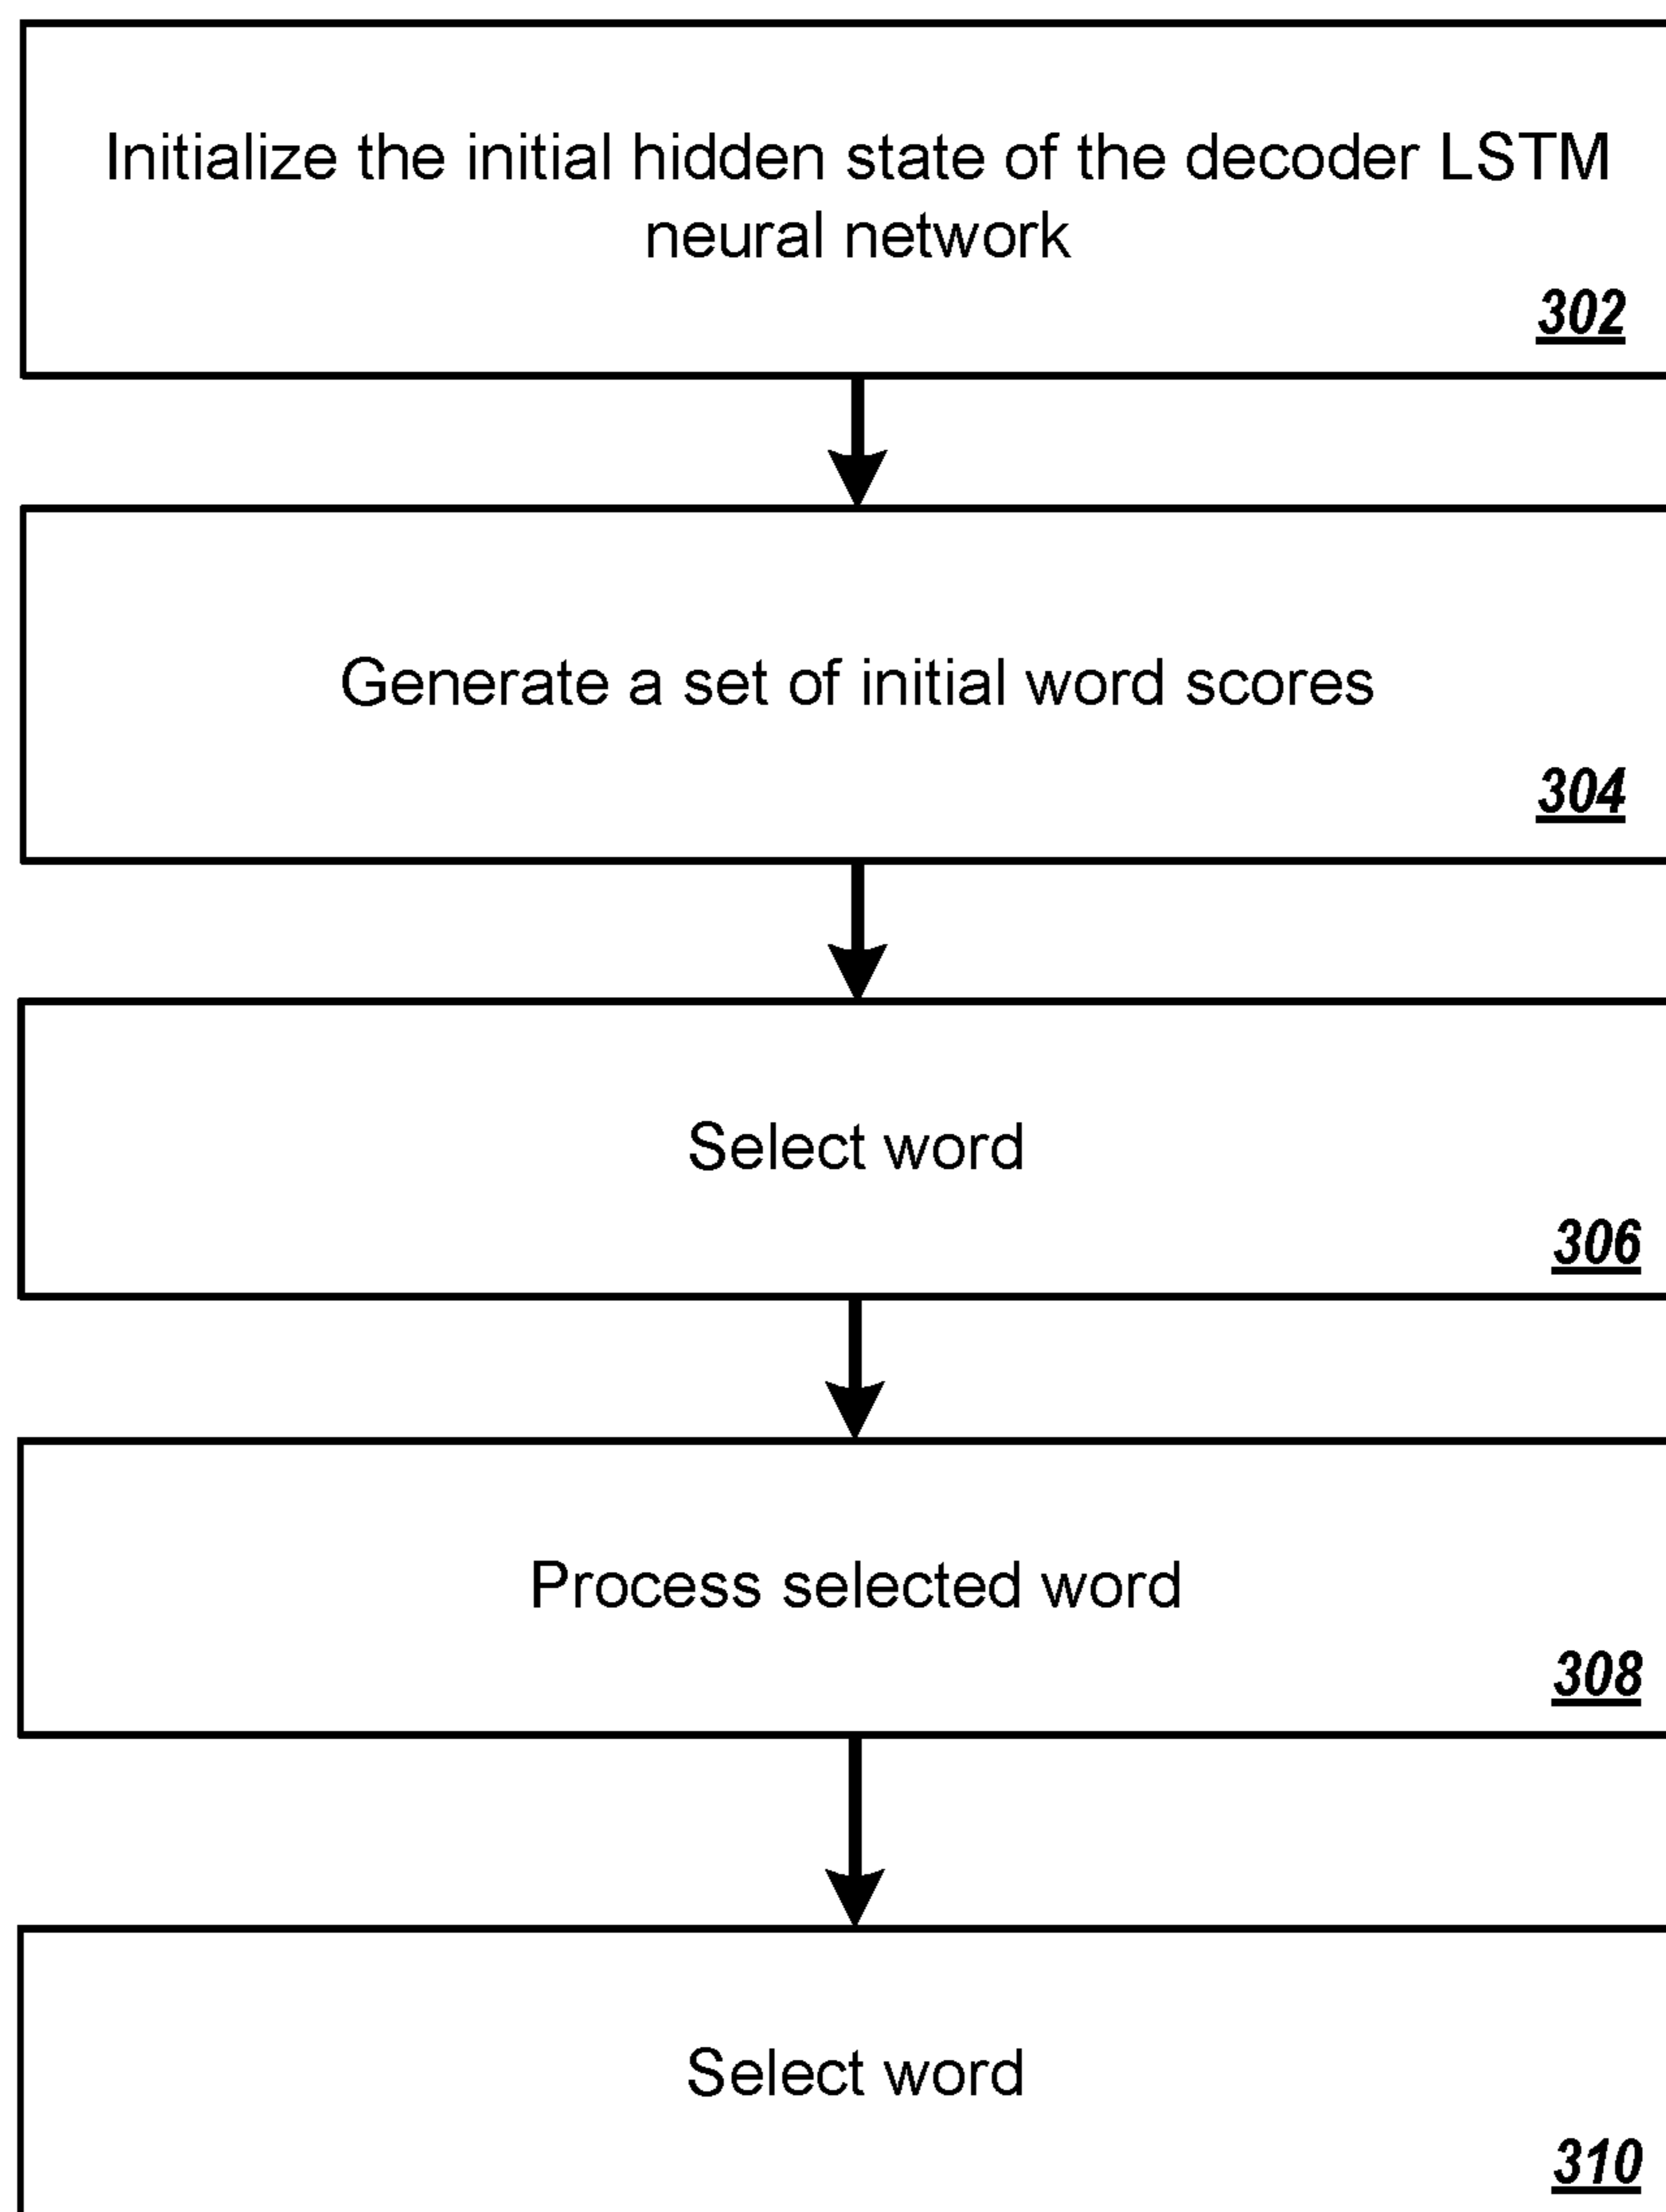 Initialize the initial hidden state of the decoder LSTM
neural network
302
Generate a set of initial word scores
304
Select word
306
Process selected word
308
Select word
310